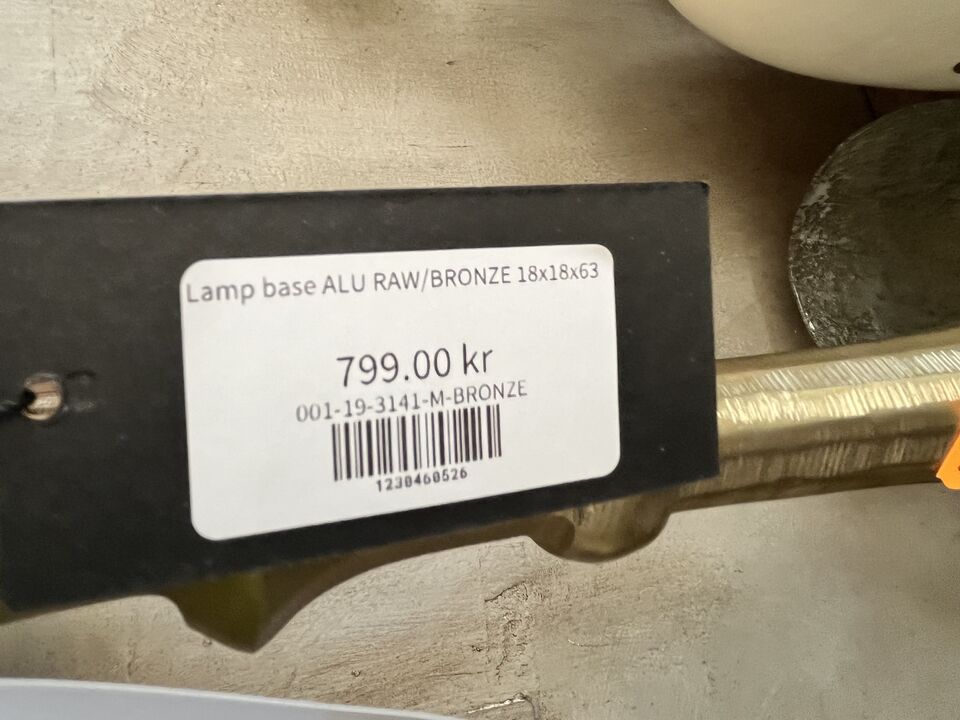 Lamp base ALU RAW/BRONZE 18x18x63
799.00 kr
001-19-3141-M-BRONZE
1230460526